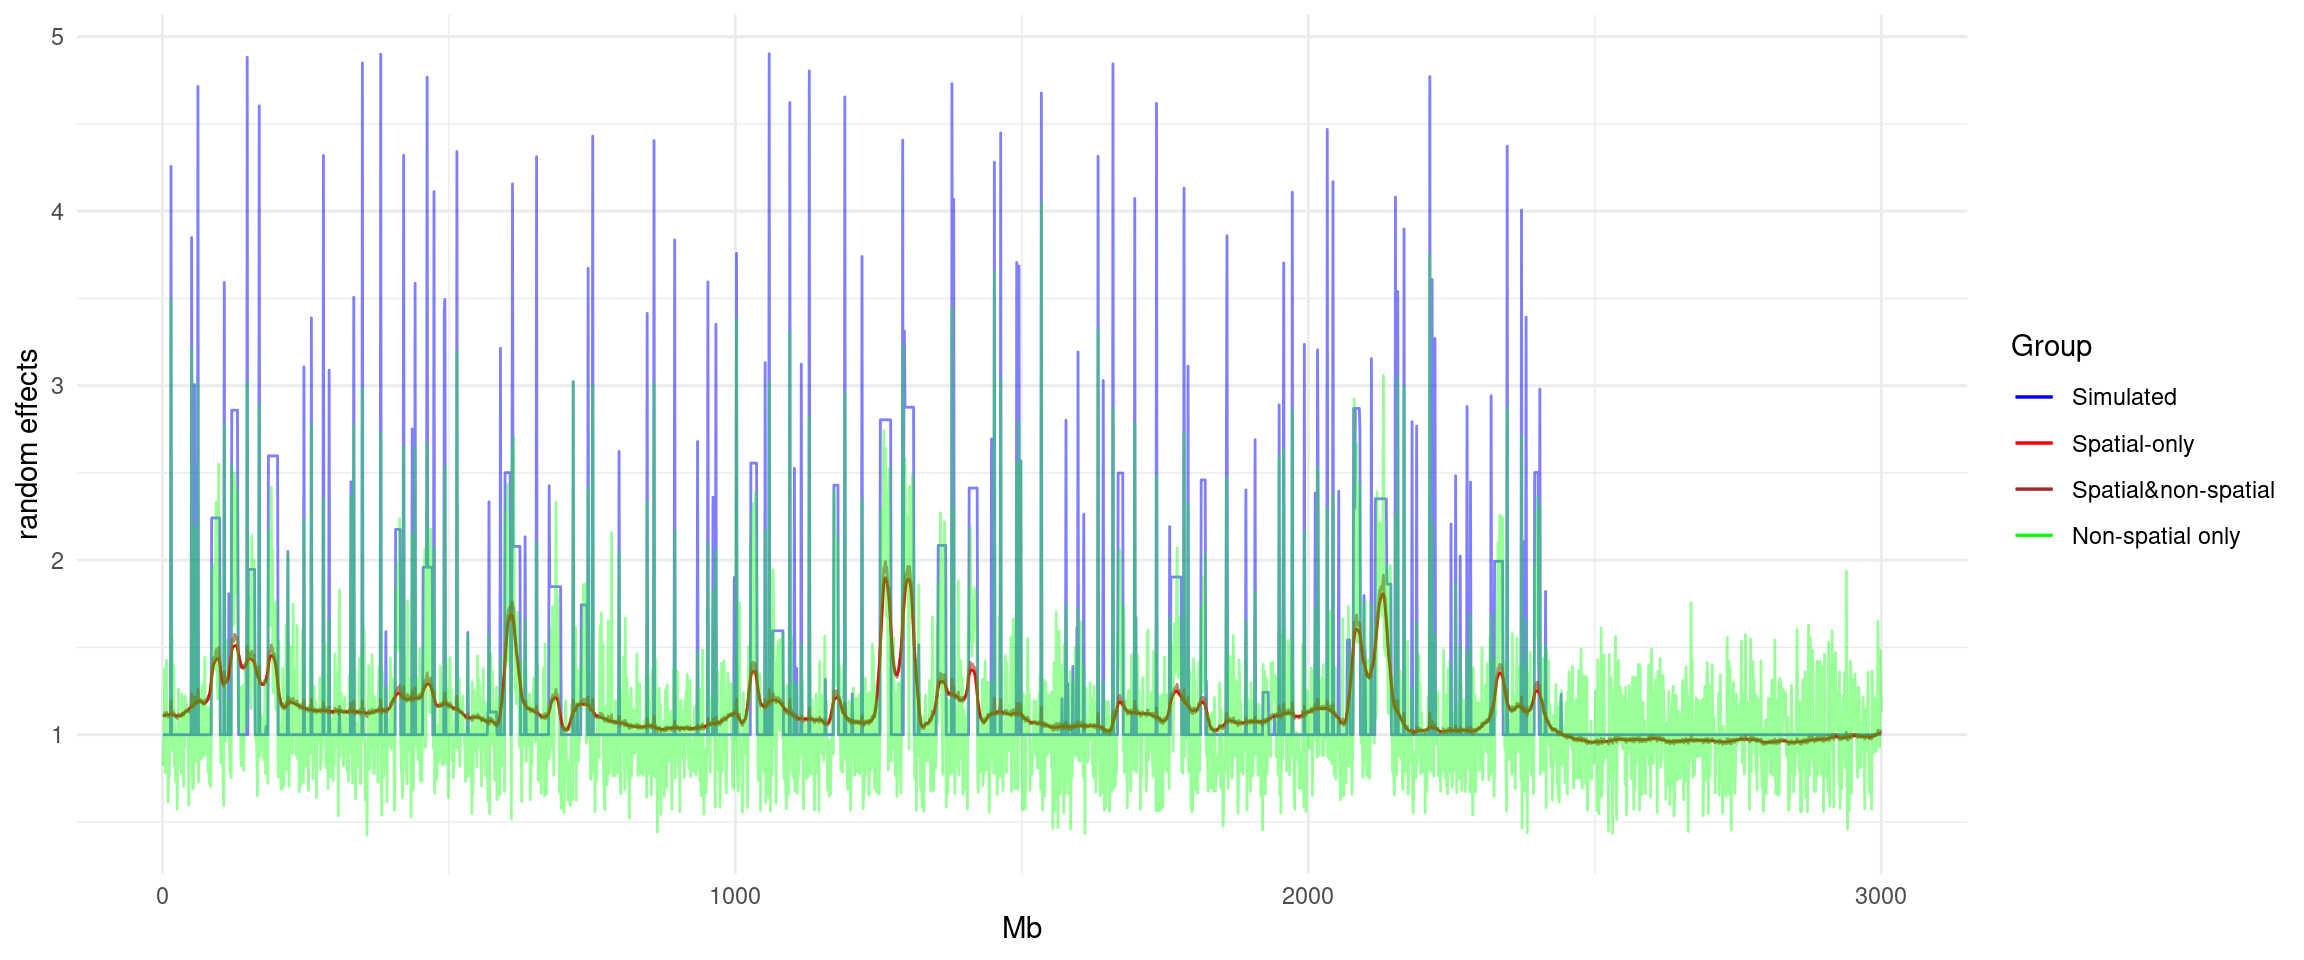 random effects
5
4
3
2
1
0
1000
2000
3000
Mb
Group
Simulated
Spatial-only
Spatial&non-spatial
Non-spatial only